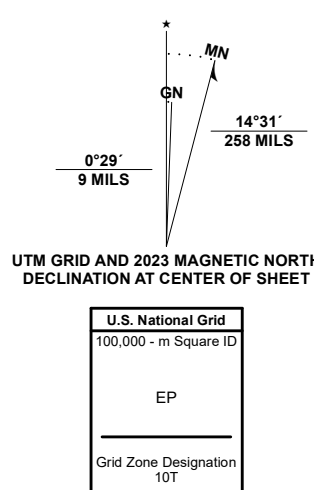 MN
GN
14°31´
258 MILS
0°29´
9 MILS
UTM GRID AND 2023 MAGNETIC NORTH
DECLINATION AT CENTER OF SHEET
U.S. National Grid
100,000 - m Square ID
EP
Grid Zone Designation
10T